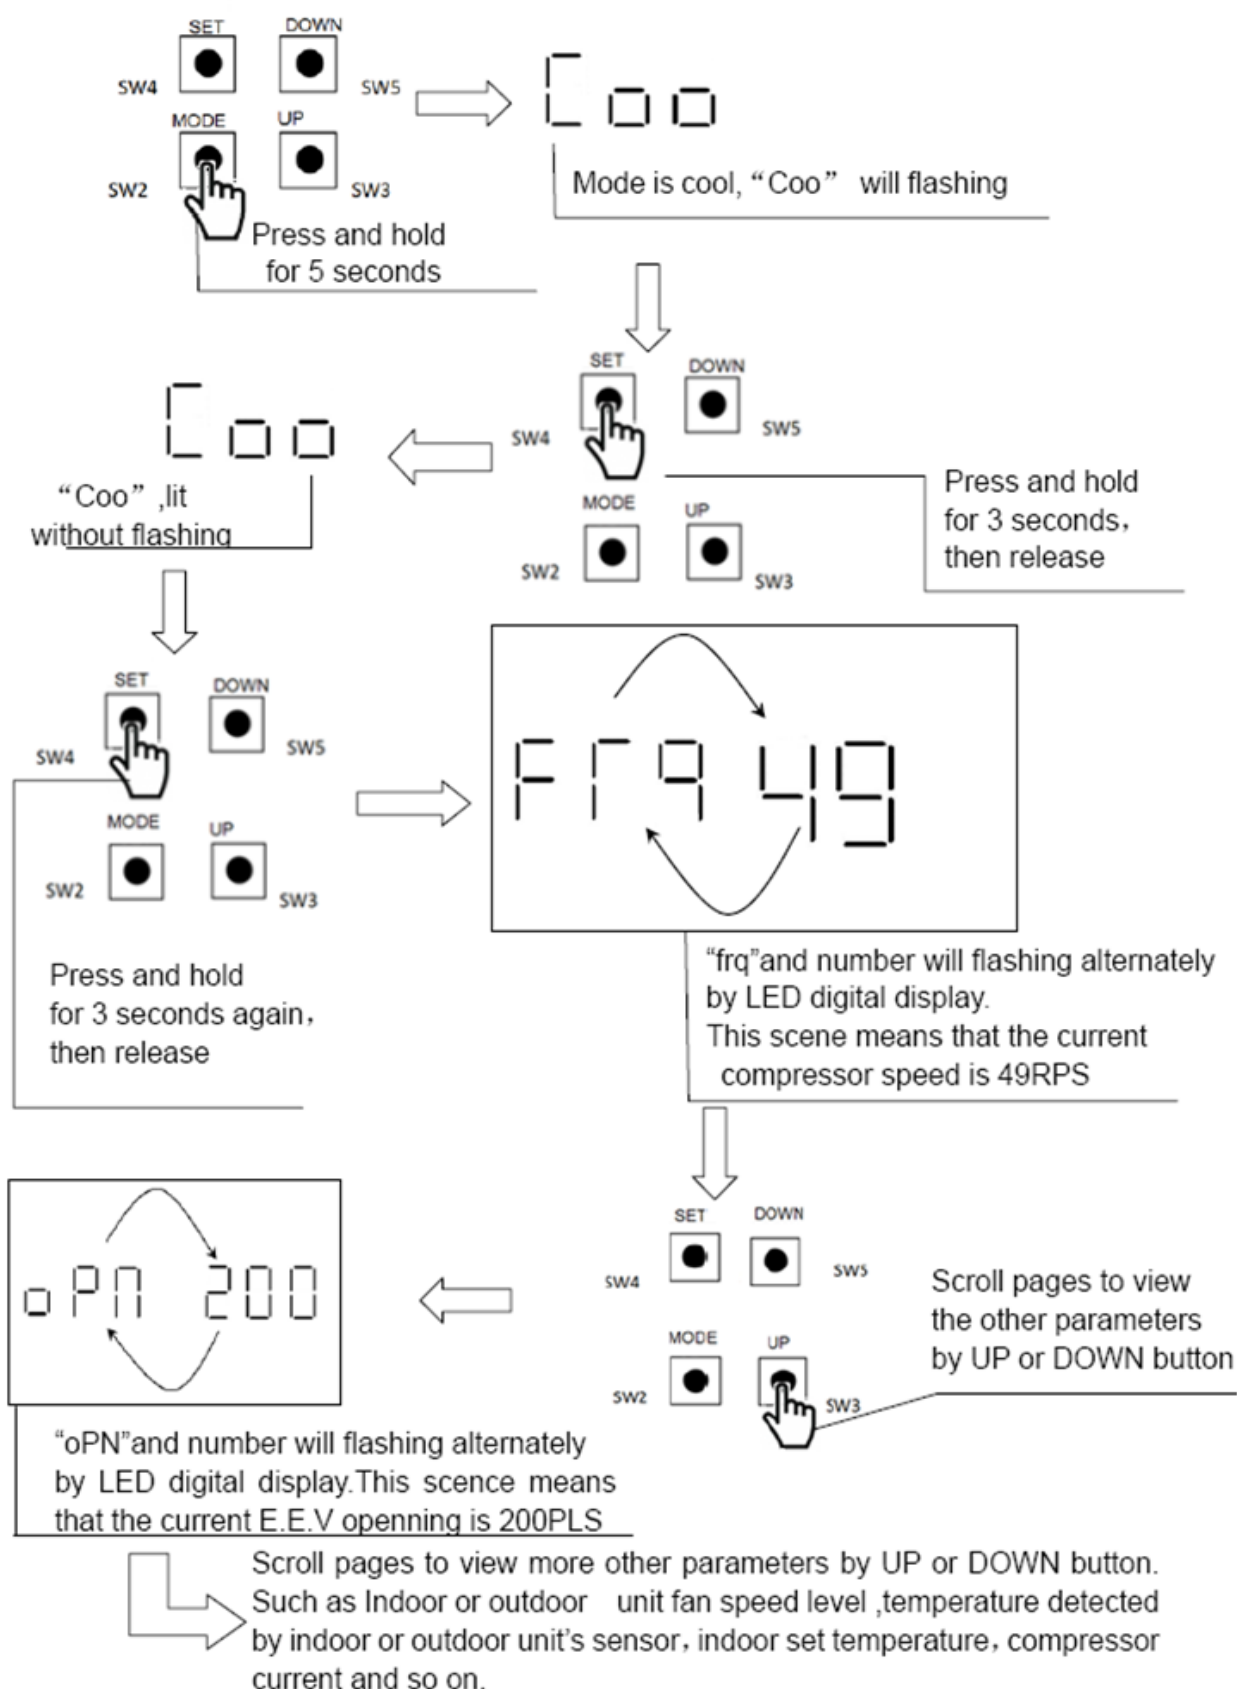 SET DOWN
SW4 SW5
MODE UP
SW2 SW3
Press and hold
for 5 seconds
Coo
Mode is cool, “Coo” will flashing
SET DOWN
SW4 SW5
MODE UP
SW2 SW3
Press and hold
for 3 seconds,
then release
Coo
“Coo” ,lit
without flashing
SET DOWN
SW4 SW5
MODE UP
SW2 SW3
Press and hold
for 3 seconds again,
then release
Frq 49
“frq”and number will flashing alternately
by LED digital display.
This scene means that the current
compressor speed is 49RPS
SET DOWN
SW4 SW5
MODE UP
SW2 SW3
Scroll pages to view
the other parameters
by UP or DOWN button
oPN 200
“oPN”and number will flashing alternately
by LED digital display.This scence means
that the current E.E.V openning is 200PLS
Scroll pages to view more other parameters by UP or DOWN button.
Such as Indoor or outdoor unit fan speed level ,temperature detected
by indoor or outdoor unit's sensor, indoor set temperature, compressor
current and so on.